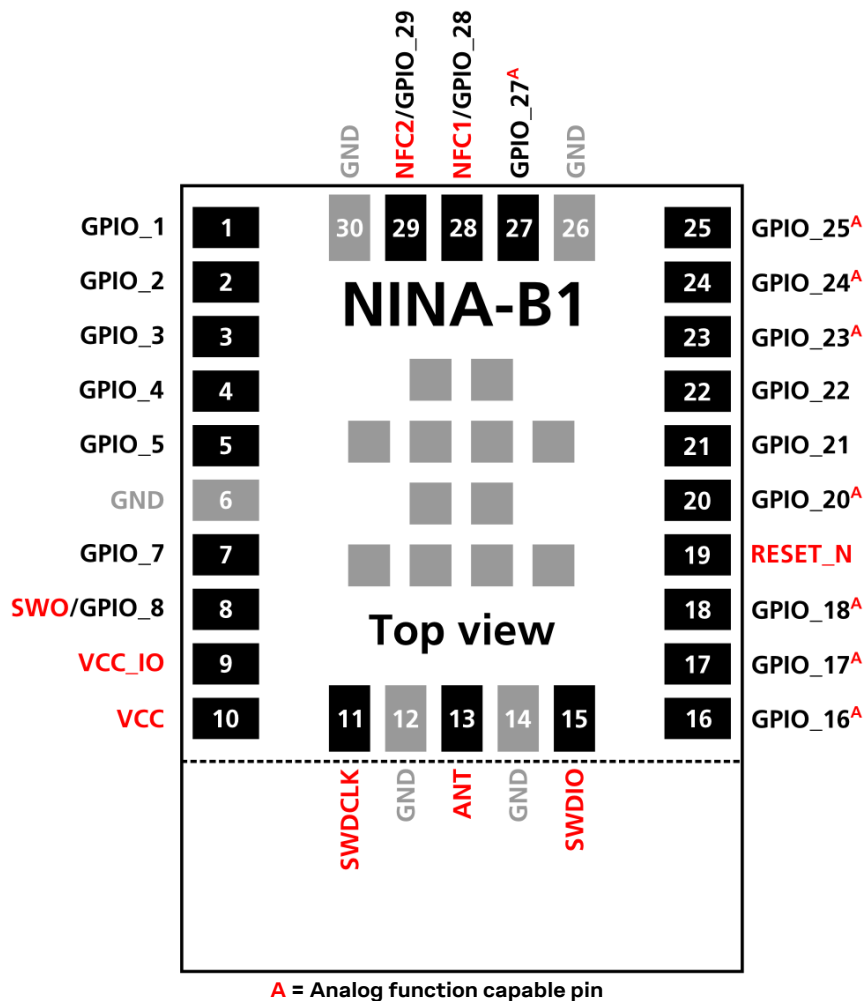 GND
NFC2/GPIO_29
NFC1/GPIO_28
GPIO_27A
GND
30 29 28 27 26
GPIO_1 1
GPIO_2 2
GPIO_3 3
GPIO_4 4
GPIO_5 5
GND 6
GPIO_7 7
SWO/GPIO_8 8
VCC_IO 9
VCC 10
NINA-B1
Top view
25 GPIO_25A
24 GPIO_24A
23 GPIO_23A
22 GPIO_22
21 GPIO_21
20 GPIO_20A
19 RESET_N
18 GPIO_18A
17 GPIO_17A
16 GPIO_16A
11 12 13 14 15
SWDCLK
GND
ANT
GND
SWDIO
A = Analog function capable pin